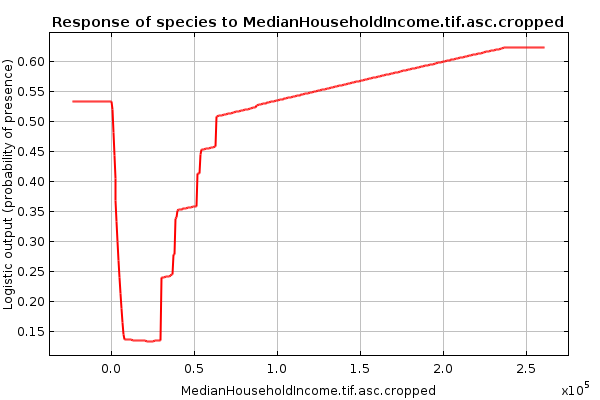 Response of species to MedianHouseholdIncome.tif.asc.cropped
Logistic output (probability of presence)
0.60
0.55
0.50
0.45
0.40
0.35
0.30
0.25
0.20
0.15
0.0 0.5 1.0 1.5 2.0 2.5
MedianHouseholdIncome.tif.asc.cropped
x10⁵